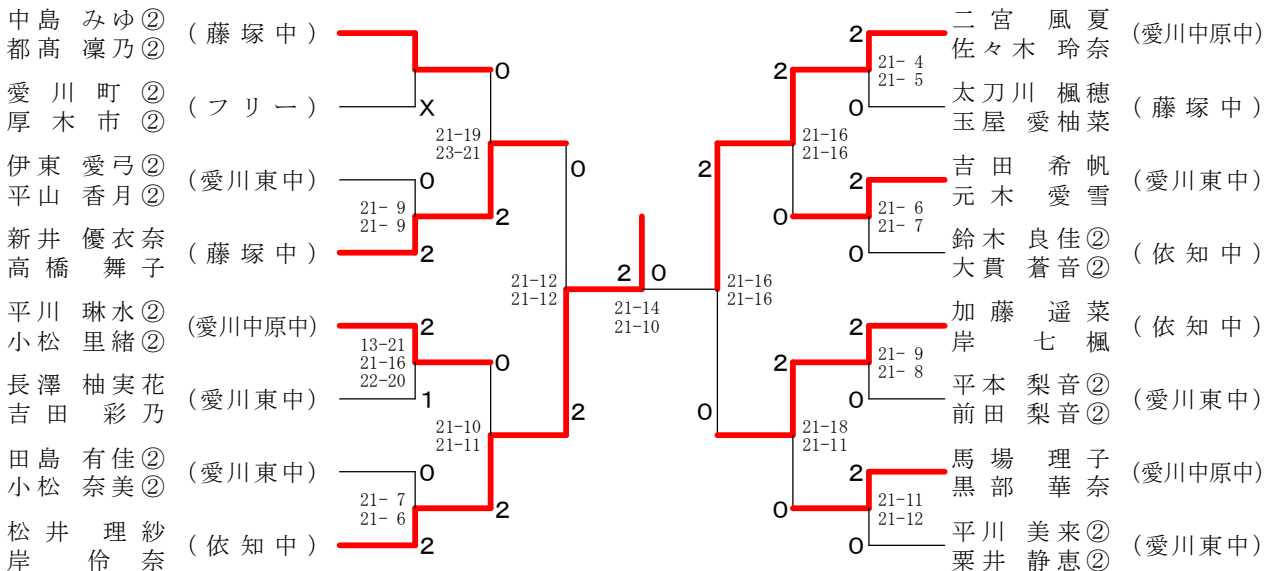 中島 みゆ②
都髙 凜乃②
(藤塚中)
0
愛川町 ②
厚木市 ②
(フリー)
X
21-19
23-21
0
伊東 愛弓②
平山 香月②
(愛川東中)
0
21- 9
21- 9
2
新井 優衣奈
高橋 舞子
(藤塚中)
2
21-12
21-12
平川 琳水②
小松 里緒②
(愛川中原中)
2
13-21
21-16
22-20
0
長澤 柚実花
吉田 彩乃
(愛川東中)
1
21-10
21-11
2
田島 有佳②
小松 奈美②
(愛川東中)
0
21- 7
21- 6
2
松井 理紗
岸 伶奈
(依知中)
2
2 0
21-14
21-10
二宮 風夏
佐々木 玲奈
(愛川中原中)
2
21- 4
21- 5
2
太刀川 楓穂
玉屋 愛柚菜
(藤塚中)
0
21-16
21-16
2
吉田 希帆
元木 愛雪
(愛川東中)
2
21- 6
21- 7
0
鈴木 良佳②
大貫 蒼音②
(依知中)
0
21-16
21-16
加藤 遥菜
岸 七楓
(依知中)
2
21- 9
21- 8
2
平本 梨音②
前田 梨音②
(愛川東中)
0
21-18
21-11
0
馬場 理子
黒部 華奈
(愛川中原中)
2
21-11
21-12
0
平川 美来②
粟井 静恵②
(愛川東中)
0